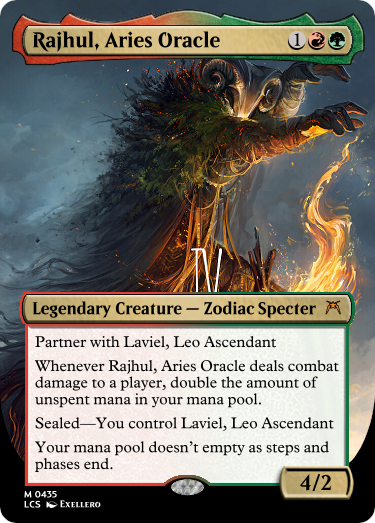 Rajhul, Aries Oracle 1
Legendary Creature — Zodiac Specter
Partner with Laviel, Leo Ascendant
Whenever Rajhul, Aries Oracle deals combat
damage to a player, double the amount of
unspent mana in your mana pool.
Sealed—You control Laviel, Leo Ascendant
Your mana pool doesn't empty as steps and
phases end.
4/2
M 0435
LCS Exellero